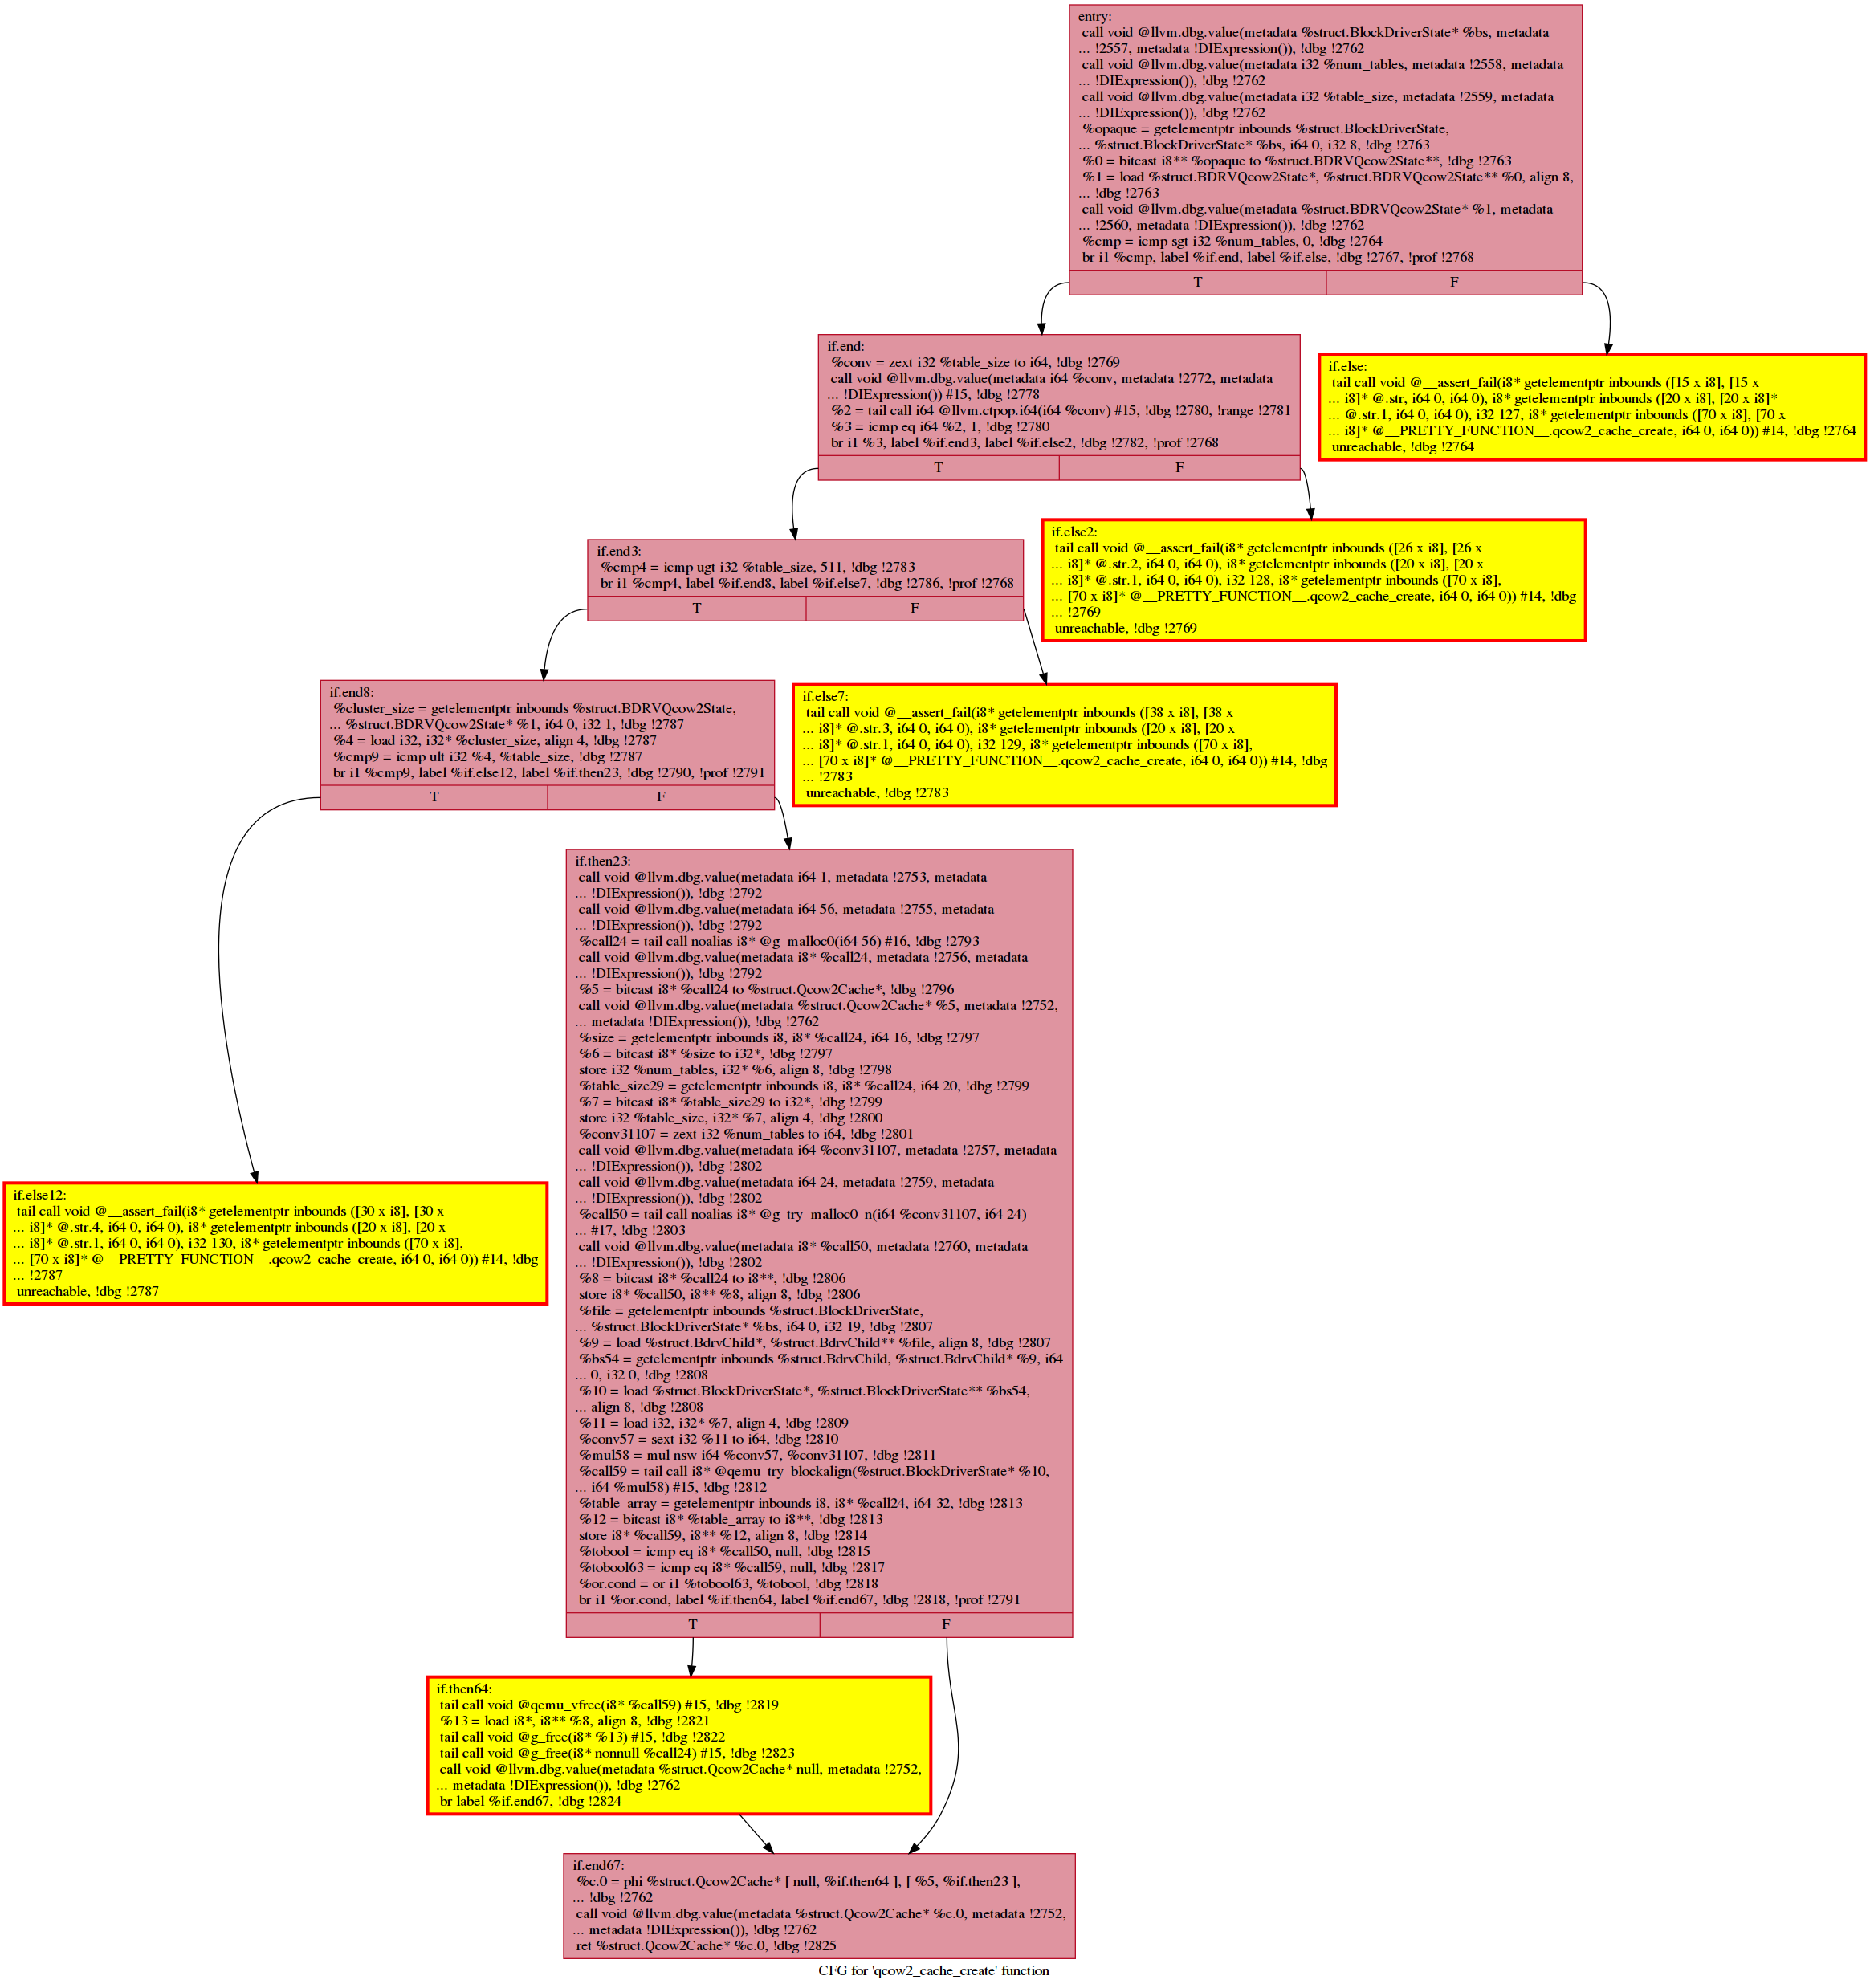 entry:
call void @llvm.dbg.value(metadata %struct.BlockDriverState* %bs, metadata
... !2557, metadata !DIExpression()), !dbg !2762
call void @llvm.dbg.value(metadata i32 %num_tables, metadata !2558, metadata
... !DIExpression()), !dbg !2762
call void @llvm.dbg.value(metadata i32 %table_size, metadata !2559, metadata
... !DIExpression()), !dbg !2762
%opaque = getelementptr inbounds %struct.BlockDriverState,
... %struct.BlockDriverState* %bs, i64 0, i32 8, !dbg !2763
%0 = bitcast i8** %opaque to %struct.BDRVQcow2State**, !dbg !2763
%1 = load %struct.BDRVQcow2State*, %struct.BDRVQcow2State** %0, align 8,
... !dbg !2763
call void @llvm.dbg.value(metadata %struct.BDRVQcow2State* %1, metadata
... !2560, metadata !DIExpression()), !dbg !2762
%cmp = icmp sgt i32 %num_tables, 0, !dbg !2764
br i1 %cmp, label %if.end, label %if.else, !dbg !2767, !prof !2768
T F
if.end:
%conv = zext i32 %table_size to i64, !dbg !2769
call void @llvm.dbg.value(metadata i64 %conv, metadata !2772, metadata
... !DIExpression()) #15, !dbg !2778
%2 = tail call i64 @llvm.ctpop.i64(i64 %conv) #15, !dbg !2780, !range !2781
%3 = icmp eq i64 %2, 1, !dbg !2780
br i1 %3, label %if.end3, label %if.else2, !dbg !2782, !prof !2768
T F
if.else:
tail call void @__assert_fail(i8* getelementptr inbounds ([15 x i8], [15 x
... i8]* @.str, i64 0, i64 0), i8* getelementptr inbounds ([20 x i8], [20 x i8]*
... @.str.1, i64 0, i64 0), i32 127, i8* getelementptr inbounds ([70 x i8], [70 x
... i8]* @__PRETTY_FUNCTION__.qcow2_cache_create, i64 0, i64 0)) #14, !dbg !2764
unreachable, !dbg !2764
if.end3:
%cmp4 = icmp ugt i32 %table_size, 511, !dbg !2783
br i1 %cmp4, label %if.end8, label %if.else7, !dbg !2786, !prof !2768
T F
if.else2:
tail call void @__assert_fail(i8* getelementptr inbounds ([26 x i8], [26 x
... i8]* @.str.2, i64 0, i64 0), i8* getelementptr inbounds ([20 x i8], [20 x
... i8]* @.str.1, i64 0, i64 0), i32 128, i8* getelementptr inbounds ([70 x i8],
... [70 x i8]* @__PRETTY_FUNCTION__.qcow2_cache_create, i64 0, i64 0)) #14, !dbg
... !2769
unreachable, !dbg !2769
if.end8:
%cluster_size = getelementptr inbounds %struct.BDRVQcow2State,
... %struct.BDRVQcow2State* %1, i64 0, i32 1, !dbg !2787
%4 = load i32, i32* %cluster_size, align 4, !dbg !2787
%cmp9 = icmp ult i32 %4, %table_size, !dbg !2787
br i1 %cmp9, label %if.else12, label %if.then23, !dbg !2790, !prof !2791
T F
if.else7:
tail call void @__assert_fail(i8* getelementptr inbounds ([38 x i8], [38 x
... i8]* @.str.3, i64 0, i64 0), i8* getelementptr inbounds ([20 x i8], [20 x
... i8]* @.str.1, i64 0, i64 0), i32 129, i8* getelementptr inbounds ([70 x i8],
... [70 x i8]* @__PRETTY_FUNCTION__.qcow2_cache_create, i64 0, i64 0)) #14, !dbg
... !2783
unreachable, !dbg !2783
if.then23:
call void @llvm.dbg.value(metadata i64 1, metadata !2753, metadata
... !DIExpression()), !dbg !2792
call void @llvm.dbg.value(metadata i64 56, metadata !2755, metadata
... !DIExpression()), !dbg !2792
%call24 = tail call noalias i8* @g_malloc0(i64 56) #16, !dbg !2793
call void @llvm.dbg.value(metadata i8* %call24, metadata !2756, metadata
... !DIExpression()), !dbg !2792
%5 = bitcast i8* %call24 to %struct.Qcow2Cache*, !dbg !2796
call void @llvm.dbg.value(metadata %struct.Qcow2Cache* %5, metadata !2752,
... metadata !DIExpression()), !dbg !2762
%size = getelementptr inbounds i8, i8* %call24, i64 16, !dbg !2797
%6 = bitcast i8* %size to i32*, !dbg !2797
store i32 %num_tables, i32* %6, align 8, !dbg !2798
%table_size29 = getelementptr inbounds i8, i8* %call24, i64 20, !dbg !2799
%7 = bitcast i8* %table_size29 to i32*, !dbg !2799
store i32 %table_size, i32* %7, align 4, !dbg !2800
%conv31107 = zext i32 %num_tables to i64, !dbg !2801
call void @llvm.dbg.value(metadata i64 %conv31107, metadata !2757, metadata
... !DIExpression()), !dbg !2802
call void @llvm.dbg.value(metadata i64 24, metadata !2759, metadata
... !DIExpression()), !dbg !2802
%call50 = tail call noalias i8* @g_try_malloc0_n(i64 %conv31107, i64 24)
... #17, !dbg !2803
call void @llvm.dbg.value(metadata i8* %call50, metadata !2760, metadata
... !DIExpression()), !dbg !2802
%8 = bitcast i8* %call24 to i8**, !dbg !2806
store i8* %call50, i8** %8, align 8, !dbg !2806
%file = getelementptr inbounds %struct.BlockDriverState,
... %struct.BlockDriverState* %bs, i64 0, i32 19, !dbg !2807
%9 = load %struct.BdrvChild*, %struct.BdrvChild** %file, align 8, !dbg !2807
%bs54 = getelementptr inbounds %struct.BdrvChild, %struct.BdrvChild* %9, i64
... 0, i32 0, !dbg !2808
%10 = load %struct.BlockDriverState*, %struct.BlockDriverState** %bs54,
... align 8, !dbg !2808
%11 = load i32, i32* %7, align 4, !dbg !2809
%conv57 = sext i32 %11 to i64, !dbg !2810
%mul58 = mul nsw i64 %conv57, %conv31107, !dbg !2811
%call59 = tail call i8* @qemu_try_blockalign(%struct.BlockDriverState* %10,
... i64 %mul58) #15, !dbg !2812
%table_array = getelementptr inbounds i8, i8* %call24, i64 32, !dbg !2813
%12 = bitcast i8* %table_array to i8**, !dbg !2813
store i8* %call59, i8** %12, align 8, !dbg !2814
%tobool = icmp eq i8* %call50, null, !dbg !2815
%tobool63 = icmp eq i8* %call59, null, !dbg !2817
%or.cond = or i1 %tobool63, %tobool, !dbg !2818
br i1 %or.cond, label %if.then64, label %if.end67, !dbg !2818, !prof !2791
T F
if.else12:
tail call void @__assert_fail(i8* getelementptr inbounds ([30 x i8], [30 x
... i8]* @.str.4, i64 0, i64 0), i8* getelementptr inbounds ([20 x i8], [20 x
... i8]* @.str.1, i64 0, i64 0), i32 130, i8* getelementptr inbounds ([70 x i8],
... [70 x i8]* @__PRETTY_FUNCTION__.qcow2_cache_create, i64 0, i64 0)) #14, !dbg
... !2787
unreachable, !dbg !2787
if.then64:
tail call void @qemu_vfree(i8* %call59) #15, !dbg !2819
%13 = load i8*, i8** %8, align 8, !dbg !2821
tail call void @g_free(i8* %13) #15, !dbg !2822
tail call void @g_free(i8* nonnull %call24) #15, !dbg !2823
call void @llvm.dbg.value(metadata %struct.Qcow2Cache* null, metadata !2752,
... metadata !DIExpression()), !dbg !2762
br label %if.end67, !dbg !2824
if.end67:
%c.0 = phi %struct.Qcow2Cache* [ null, %if.then64 ], [ %5, %if.then23 ],
... !dbg !2762
call void @llvm.dbg.value(metadata %struct.Qcow2Cache* %c.0, metadata !2752,
... metadata !DIExpression()), !dbg !2762
ret %struct.Qcow2Cache* %c.0, !dbg !2825
CFG for 'qcow2_cache_create' function